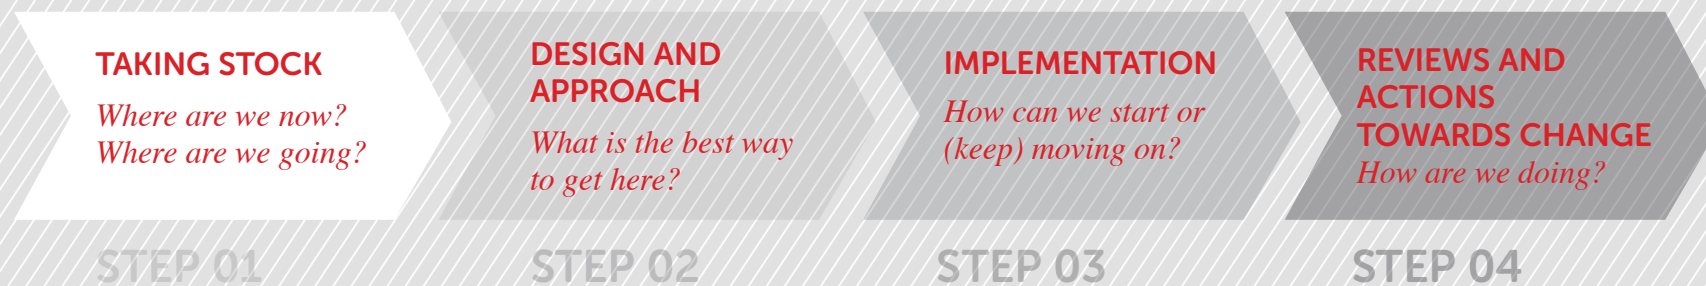 TAKING STOCK
Where are we now?
Where are we going?
STEP 01
DESIGN AND
APPROACH
What is the best way
to get here?
STEP 02
IMPLEMENTATION
How can we start or
(keep) moving on?
STEP 03
REVIEWS AND
ACTIONS
TOWARDS CHANGE
How are we doing?
STEP 04